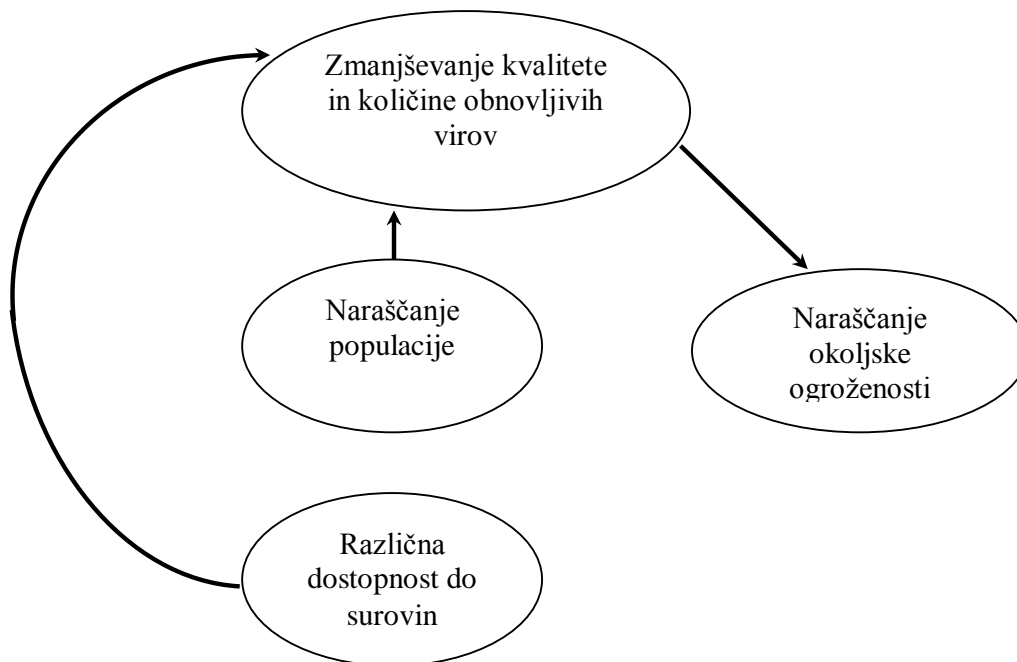 Zmanjševanje kvalitete
in količine obnovljivih
virov
Naraščanje
populacije
Naraščanje
okoljske
ogroženosti
Različna
dostopnost do
surovin